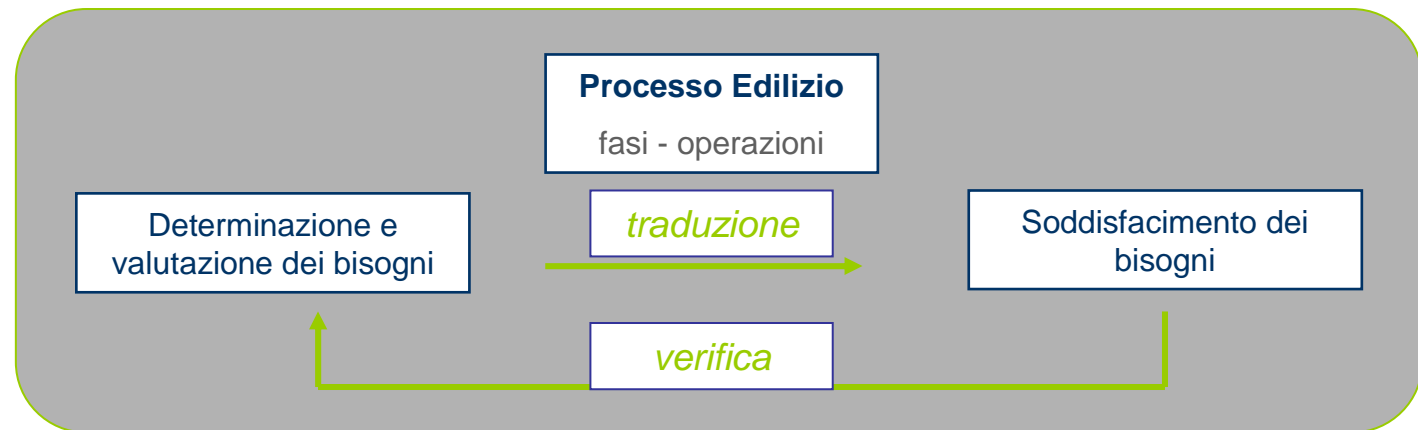 Processo Edilizio
fasi - operazioni
Determinazione e
valutazione dei bisogni
traduzione
Soddisfacimento dei
bisogni
verifica